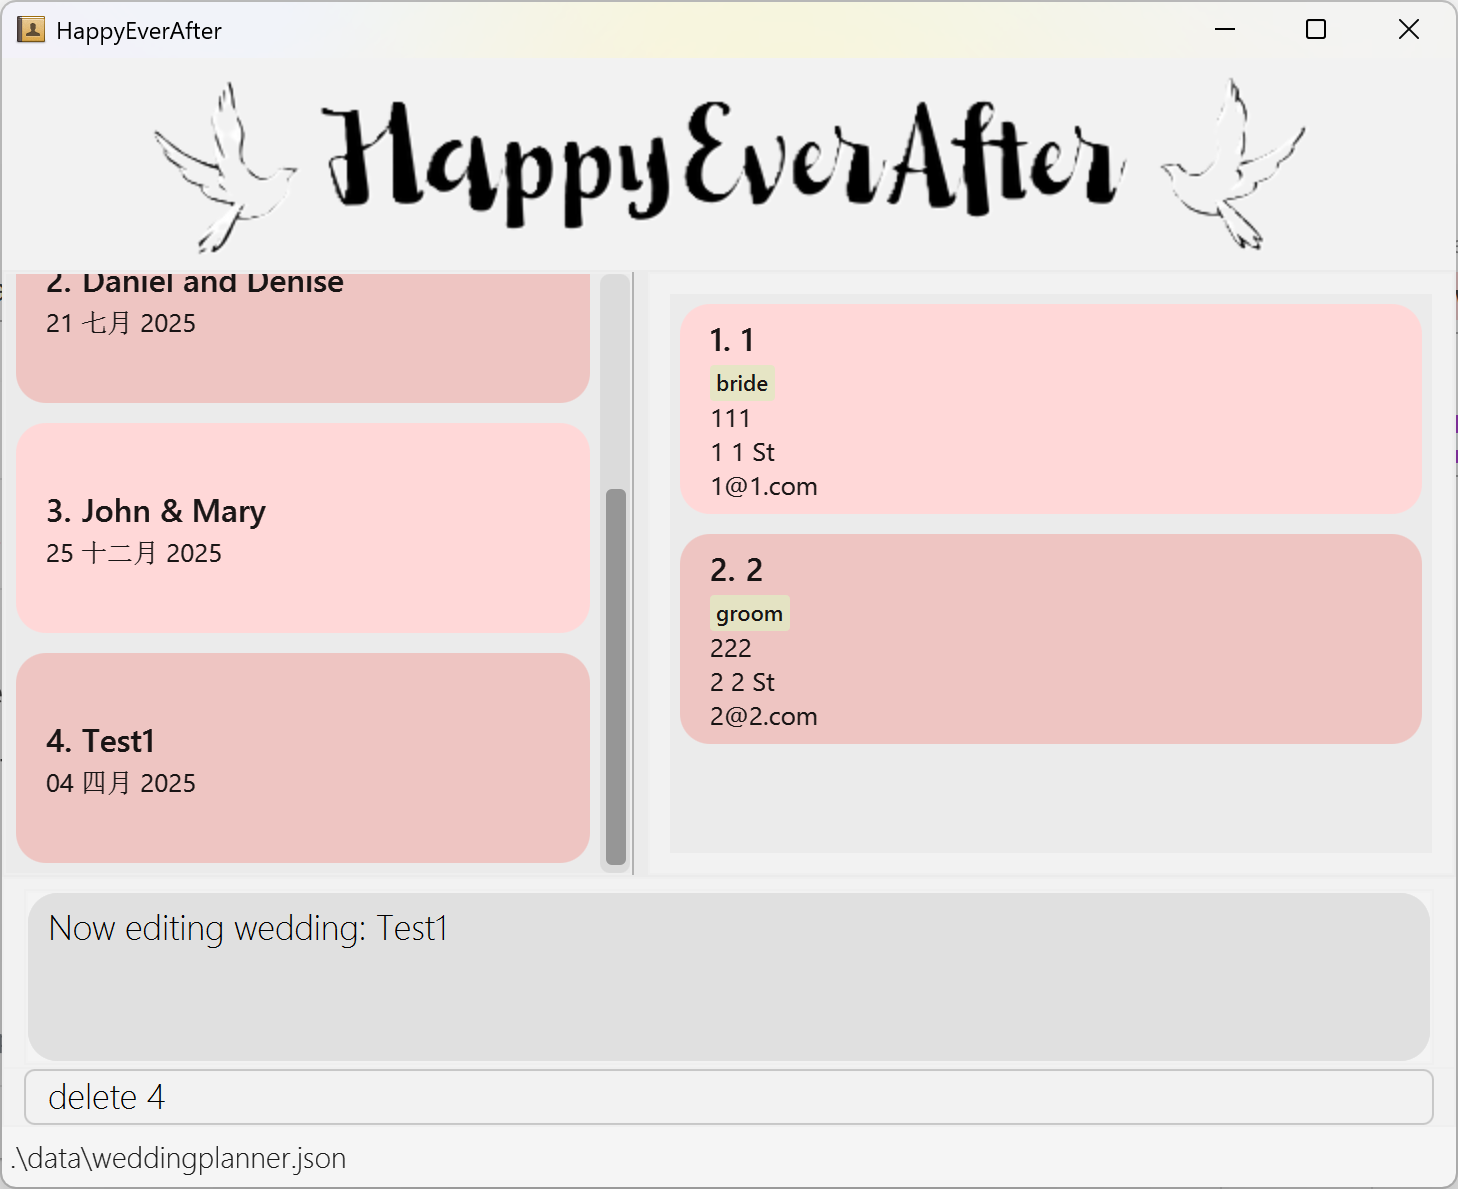 HappyEverAfter
HappyEverAfter
2. Daniel and Denise
21 七月 2025
3. John & Mary
25 十二月 2025
4. Test1
04 四月 2025
1. 1
bride
111
1 1 St
1@1.com
2. 2
groom
222
2 2 St
2@2.com
Now editing wedding: Test1
delete 4
.\data\weddingplanner.json